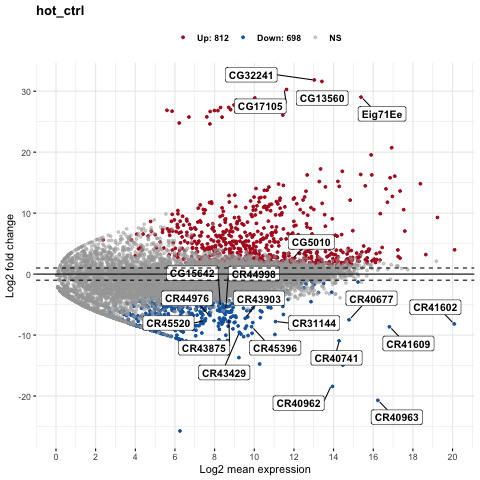 hot_ctrl
Up: 812 Down: 698 NS
CG32241
CG13560
CG17105
Eig71Ee
CG5010
CG15642
CR44998
CR44976
CR43903
CR40677
CR41602
CR45520
CR31144
CR43875
CR45396
CR41609
CR40741
CR43429
CR40962
CR40963
30
20
10
0
-10
-20
0 2 4 6 8 10 12 14 16 18 20
Log2 mean expression
Log2 fold change